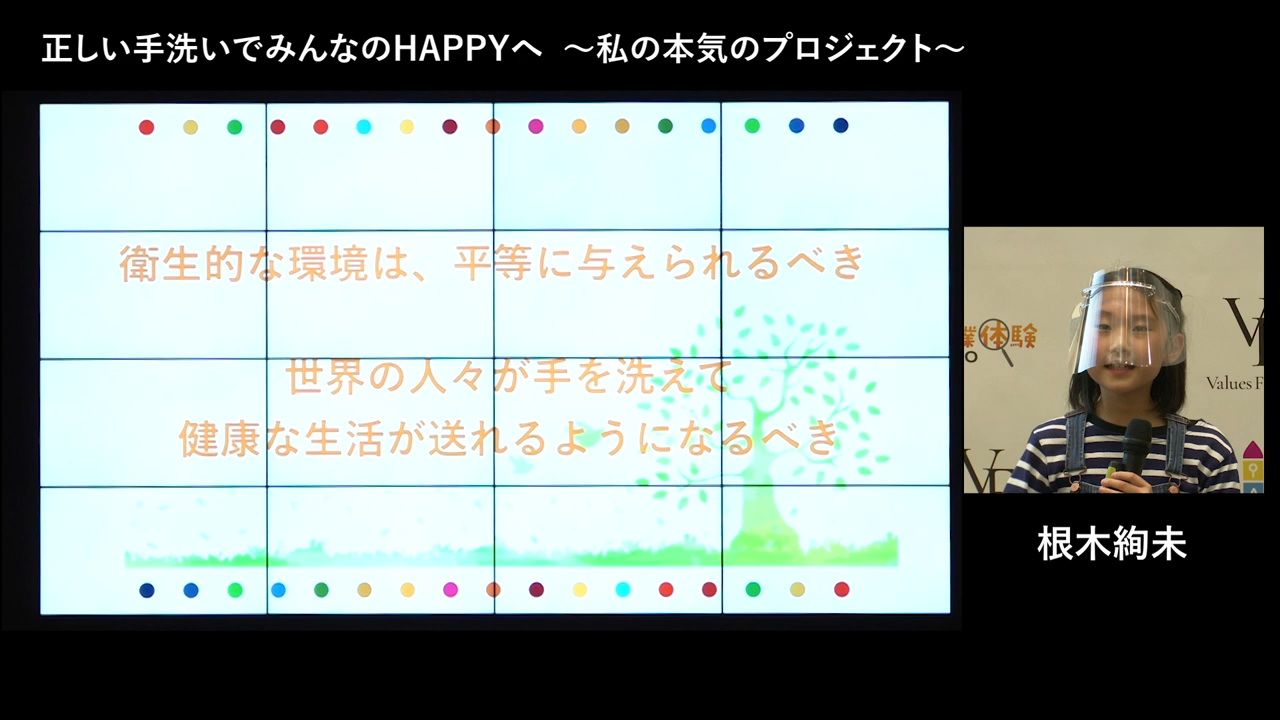 正しい手洗いでみんなのHAPPYへ ～私の本気のプロジェクト～
衛生的な環境は、平等に与えられるべき
世界の人々が手を洗えて
健康な生活が送れるようになるべき
体験
Values F
根木絢未